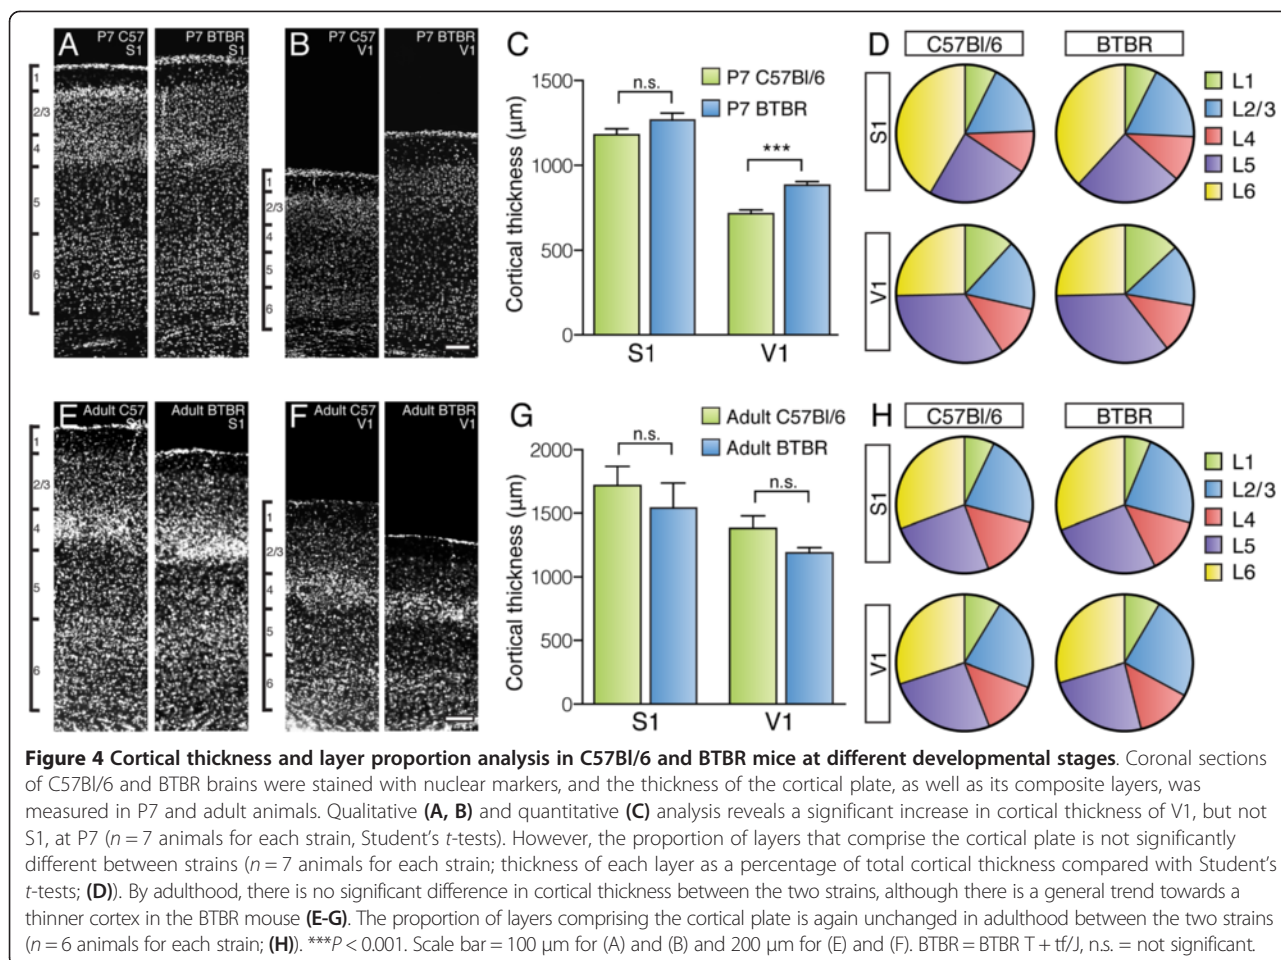 A
P7 C57
S1
P7 BTBR
S1
1
2/3
4
5
6
B
P7 C57
V1
P7 BTBR
V1
1
2/3
4
5
6
C
Cortical thickness (µm)
1500
1000
500
0
n.s.
***
S1
V1
P7 C57Bl/6
P7 BTBR
D
C57Bl/6
BTBR
S1
V1
L1
L2/3
L4
L5
L6
E
Adult C57
S1
Adult BTBR
S1
1
2/3
4
5
6
F
Adult C57
V1
Adult BTBR
V1
1
2/3
4
5
6
G
Cortical thickness (µm)
2000
1500
1000
500
0
n.s.
n.s.
S1
V1
Adult C57Bl/6
Adult BTBR
H
C57Bl/6
BTBR
S1
V1
L1
L2/3
L4
L5
L6
Figure 4 Cortical thickness and layer proportion analysis in C57Bl/6 and BTBR mice at different developmental stages. Coronal sections
of C57Bl/6 and BTBR brains were stained with nuclear markers, and the thickness of the cortical plate, as well as its composite layers, was
measured in P7 and adult animals. Qualitative (A, B) and quantitative (C) analysis reveals a significant increase in cortical thickness of V1, but not
S1, at P7 (n = 7 animals for each strain, Student's t-tests). However, the proportion of layers that comprise the cortical plate is not significantly
different between strains (n = 7 animals for each strain; thickness of each layer as a percentage of total cortical thickness compared with Student's
t-tests; (D)). By adulthood, there is no significant difference in cortical thickness between the two strains, although there is a general trend towards a
thinner cortex in the BTBR mouse (E-G). The proportion of layers comprising the cortical plate is again unchanged in adulthood between the two strains
(n = 6 animals for each strain; (H)). ***P < 0.001. Scale bar = 100 µm for (A) and (B) and 200 µm for (E) and (F). BTBR = BTBR T + tf/J, n.s. = not significant.